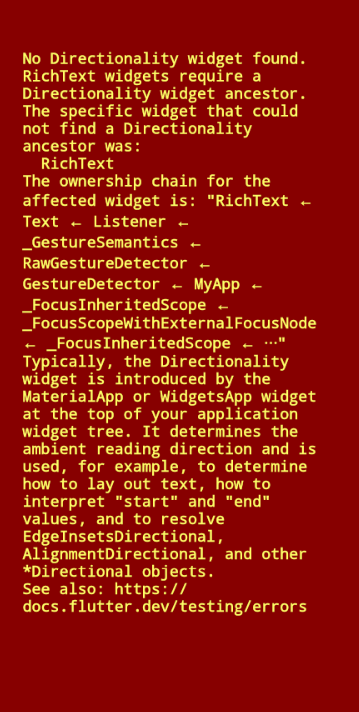 No Directionality widget found.
RichText widgets require a
Directionality widget ancestor.
The specific widget that could
not find a Directionality
ancestor was:
  RichText
The ownership chain for the
affected widget is: "RichText ←
Text ← Listener ←
_GestureSemantics ←
RawGestureDetector ←
GestureDetector ← MyApp ←
_FocusInheritedScope ←
_FocusScopeWithExternalFocusNode
← _FocusInheritedScope ← ⋯"
Typically, the Directionality
widget is introduced by the
MaterialApp or WidgetsApp widget
at the top of your application
widget tree. It determines the
ambient reading direction and is
used, for example, to determine
how to lay out text, how to
interpret "start" and "end"
values, and to resolve
EdgeInsetsDirectional,
AlignmentDirectional, and other
*Directional objects.
See also: https://
docs.flutter.dev/testing/errors